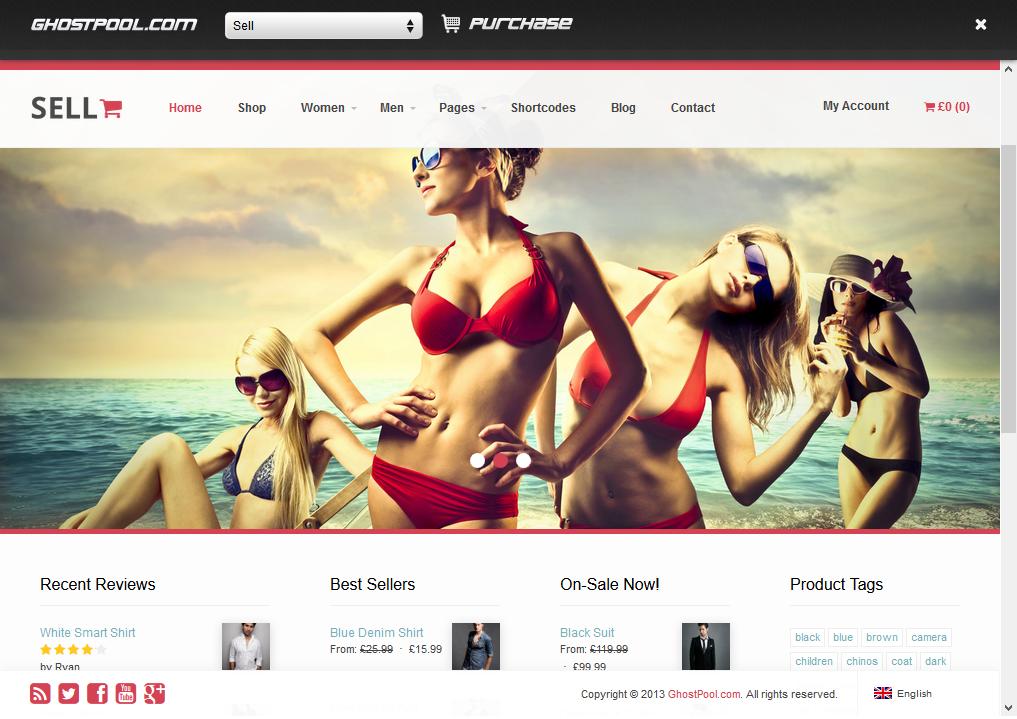 GHOSTPOOL.COM
Sell
PURCHASE
SELL
Home
Shop
Women
Men
Pages
Shortcodes
Blog
Contact
My Account
£0 (0)
Recent Reviews
White Smart Shirt
by Ryan
Best Sellers
Blue Denim Shirt
From: £25.99 · £15.99
On-Sale Now!
Black Suit
From: £119.99
· £99.99
Product Tags
black
blue
brown
camera
children
chinos
coat
dark
You Tube
Copyright © 2013 GhostPool.com. All rights reserved.
English